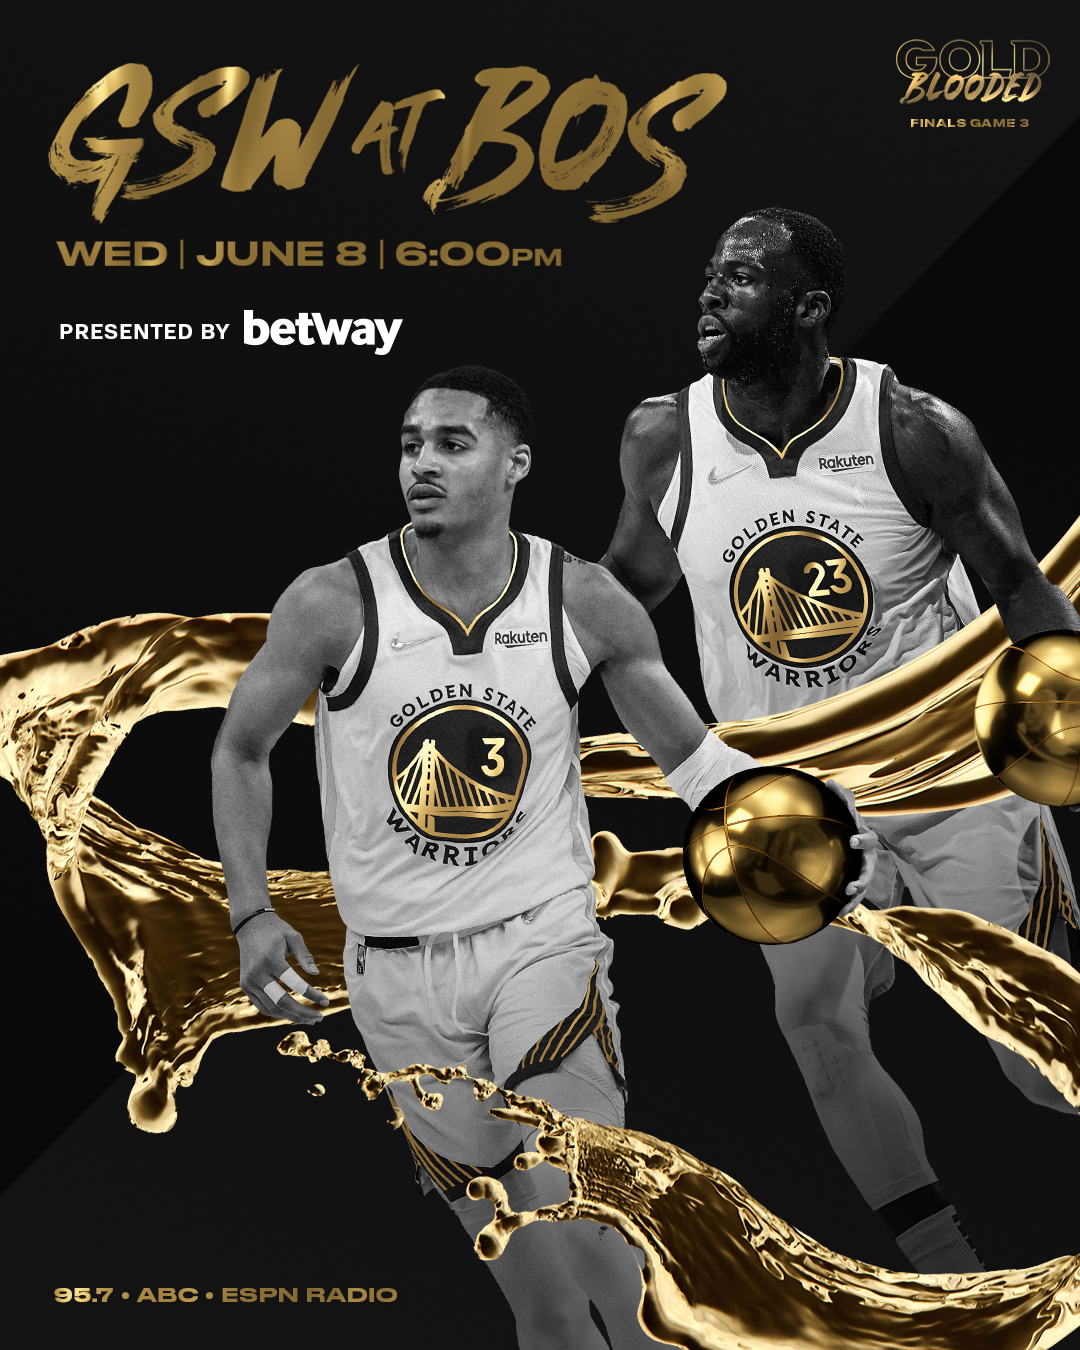 GSW AT BOS
GOLD
BLOODED
FINALS GAME 3
WED | JUNE 8 | 6:00PM
PRESENTED BY betway
Rakuten
GOLDEN STATE
23
WARRIORS
Rakuten
GOLDEN STATE
3
WARRIORS
95.7 • ABC • ESPN RADIO